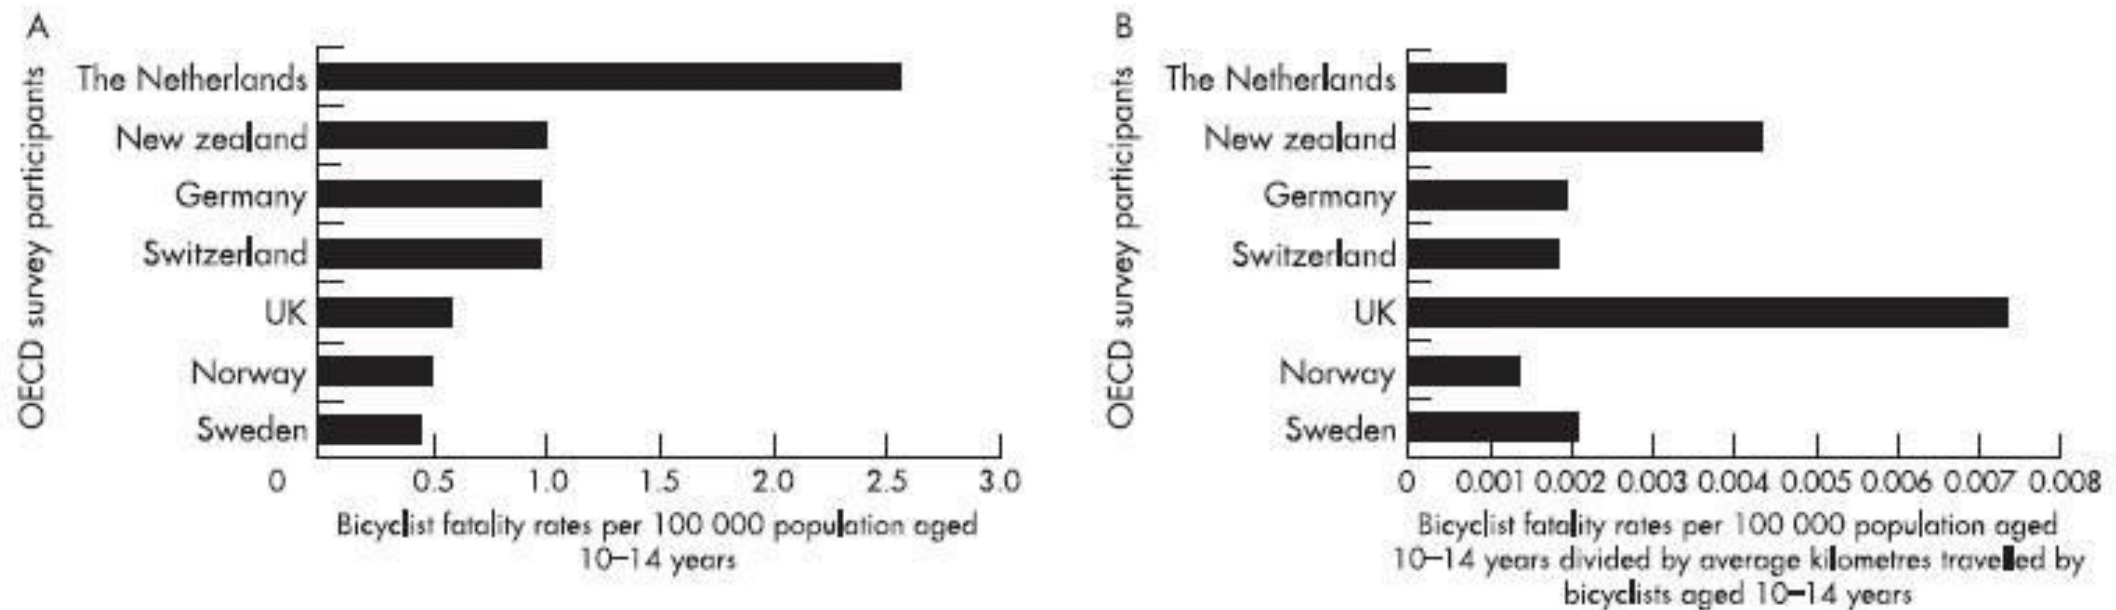 A
OECD survey participants
The Netherlands
New zealand
Germany
Switzerland
UK
Norway
Sweden
0 0.5 1.0 1.5 2.0 2.5 3.0
Bicyclist fatality rates per 100 000 population aged
10–14 years
B
OECD survey participants
The Netherlands
New zealand
Germany
Switzerland
UK
Norway
Sweden
0 0.001 0.002 0.003 0.004 0.005 0.006 0.007 0.008
Bicyclist fatality rates per 100 000 population aged
10–14 years divided by average kilometres travelled by
bicyclists aged 10–14 years